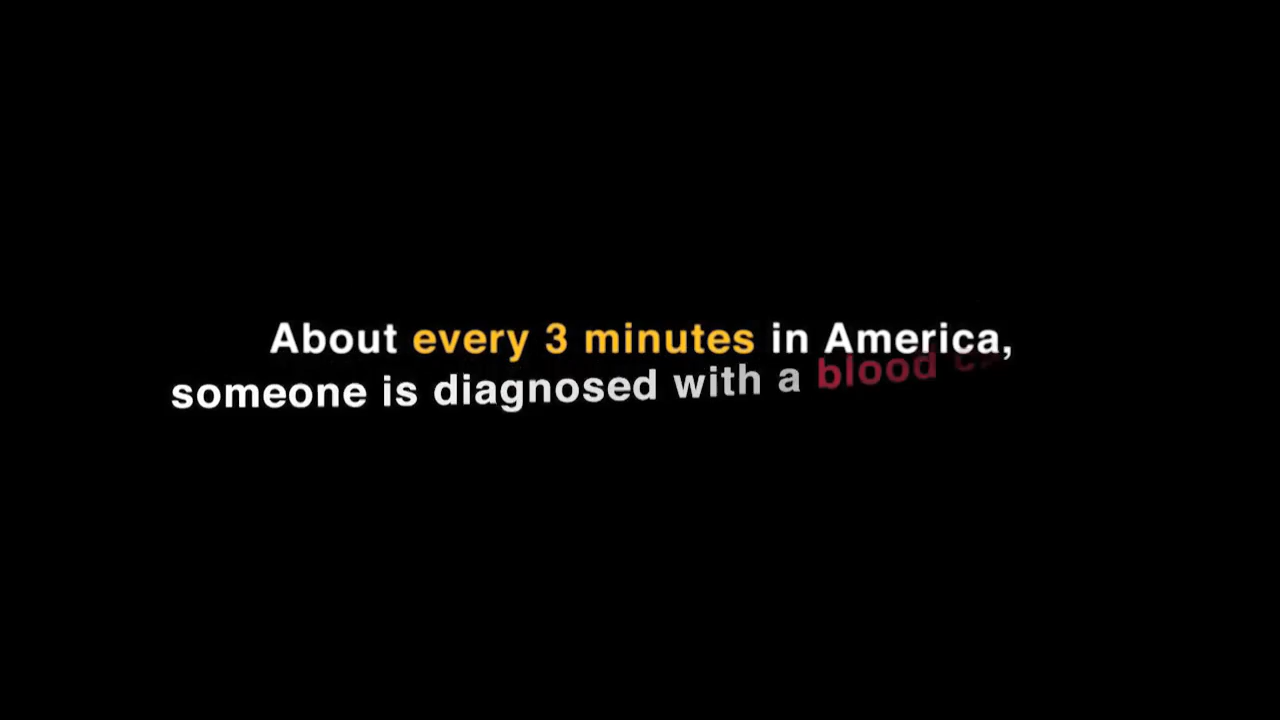 About every 3 minutes in America,
someone is diagnosed with a blood